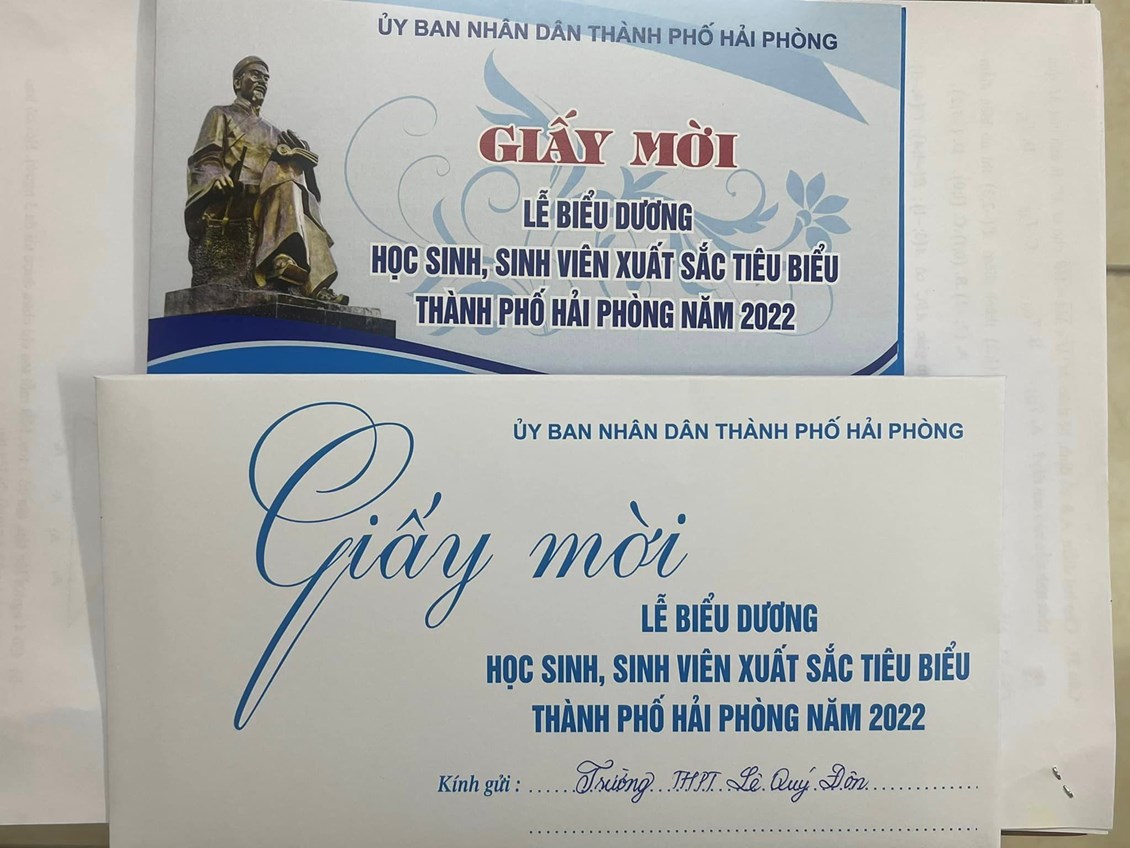 ỦY BAN NHÂN DÂN THÀNH PHỐ HẢI PHÒNG
GIẤY MỜI
LỄ BIỂU DƯƠNG
HỌC SINH, SINH VIÊN XUẤT SẮC TIÊU BIỂU
THÀNH PHỐ HẢI PHÒNG NĂM 2022
ỦY BAN NHÂN DÂN THÀNH PHỐ HẢI PHÒNG
Giấy mời
LỄ BIỂU DƯƠNG
HỌC SINH, SINH VIÊN XUẤT SẮC TIÊU BIỂU
THÀNH PHỐ HẢI PHÒNG NĂM 2022
Kính gửi : Trường THPT Lê Quý Đôn